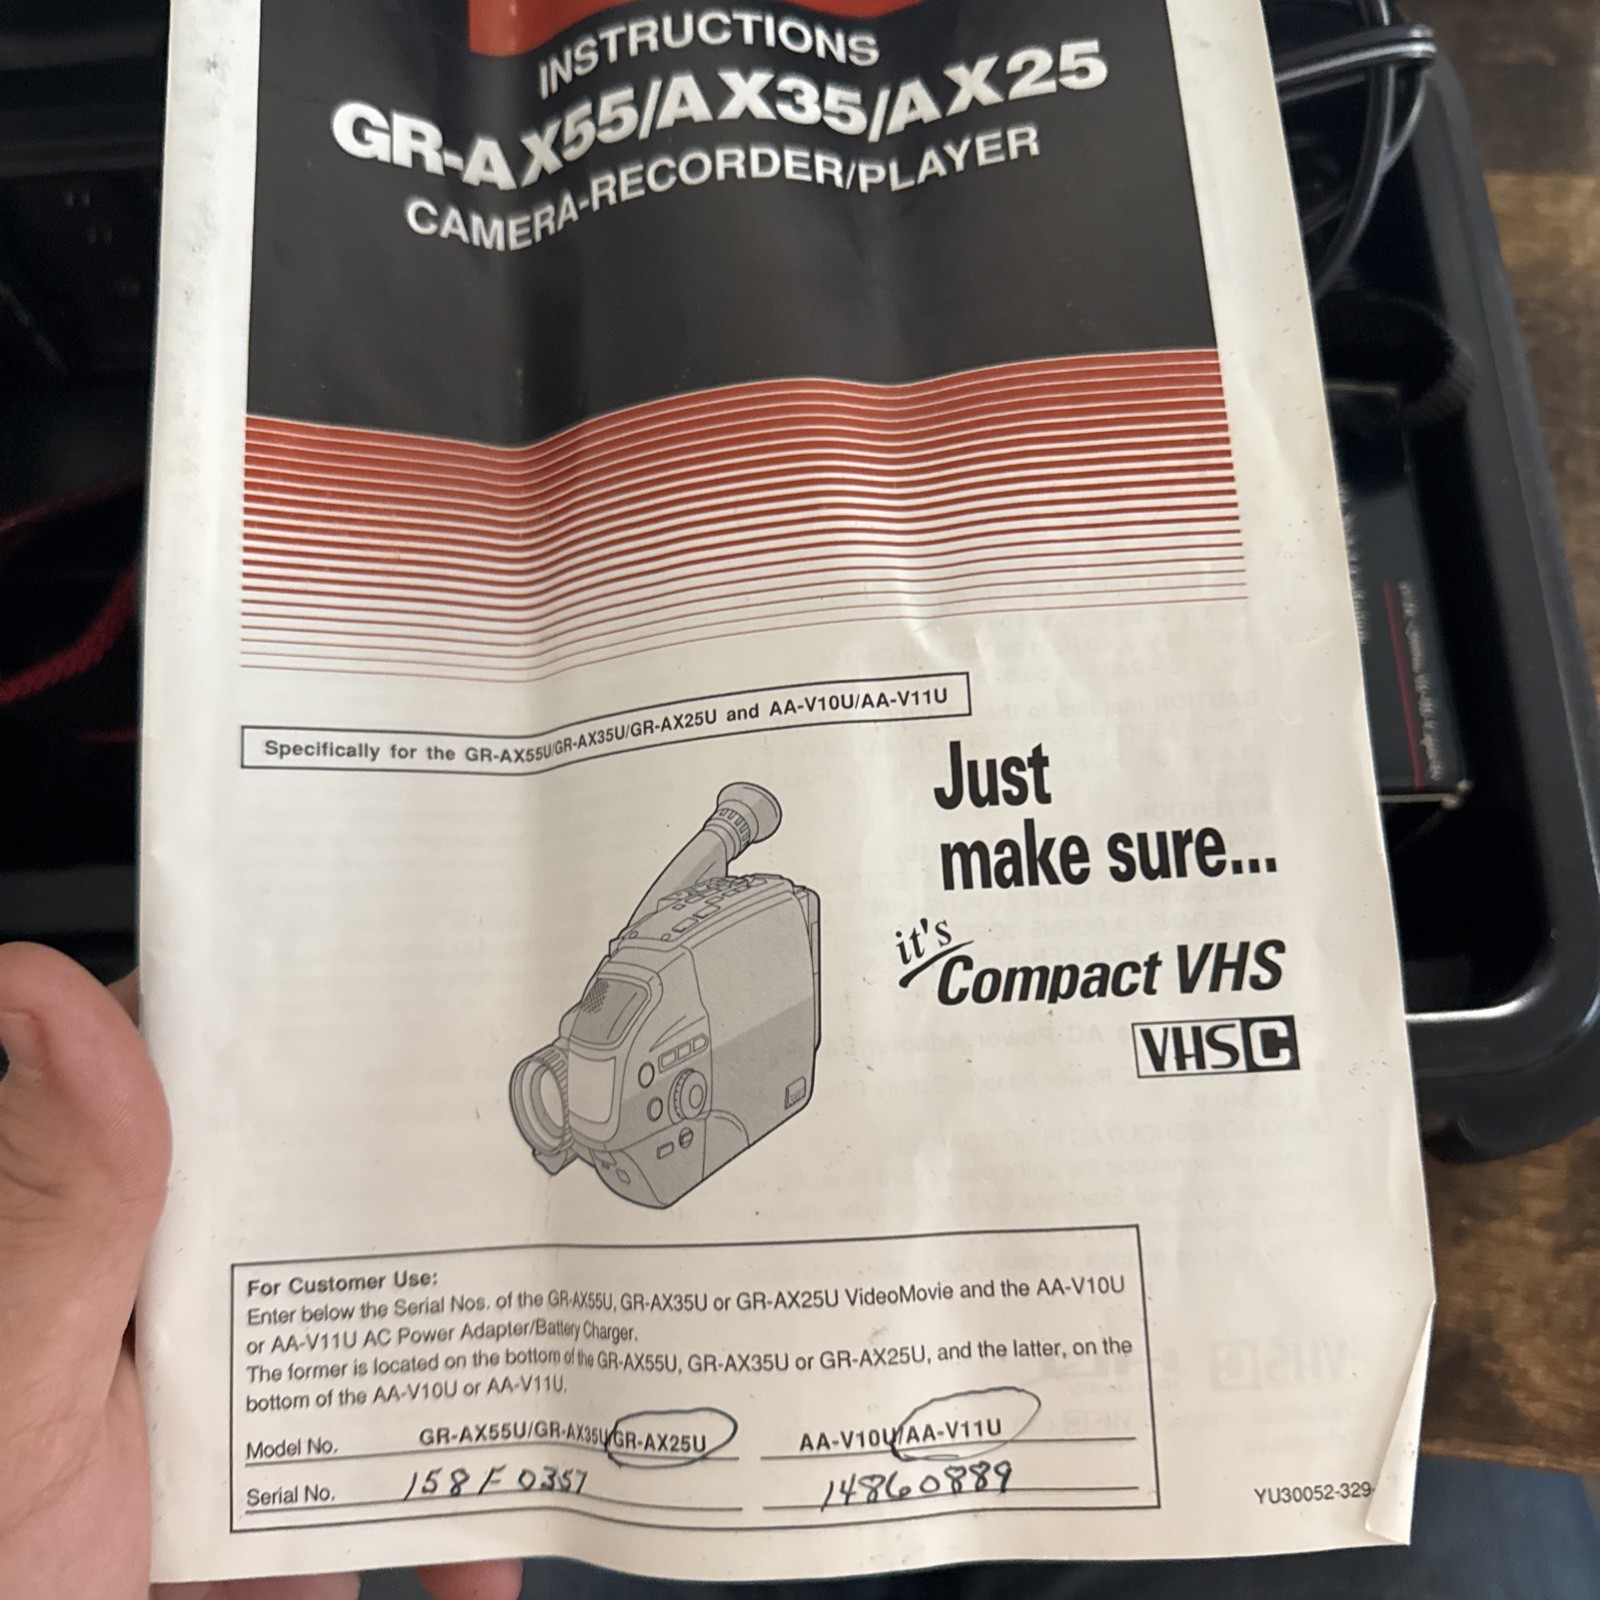 INSTRUCTIONS
GR-AX55/AX35/AX25
CAMERA-RECORDER/PLAYER
Specifically for the GR-AX55U/GR-AX35U/GR-AX25U and AA-V10U/AA-V11U
Just
make sure...
it's
Compact VHS
VHS C
For Customer Use:
Enter below the Serial Nos. of the GR-AX55U, GR-AX35U or GR-AX25U VideoMovie and the AA-V10U
or AA-V11U AC Power Adapter/Battery Charger.
The former is located on the bottom of the GR-AX55U, GR-AX35U or GR-AX25U, and the latter, on the
bottom of the AA-V10U or AA-V11U.
Model No. GR-AX55U/GR-AX35U/GR-AX25U AA-V10U/AA-V11U
Serial No. 158F0357 14860889
YU30052-329-